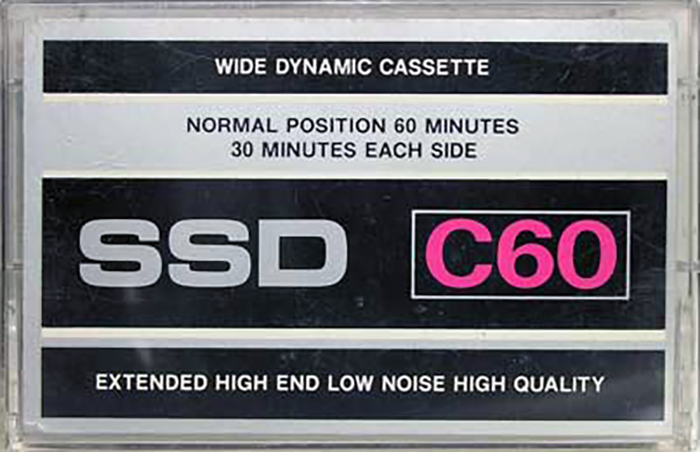 WIDE DYNAMIC CASSETTE
NORMAL POSITION 60 MINUTES
30 MINUTES EACH SIDE
SSD C60
EXTENDED HIGH END LOW NOISE HIGH QUALITY